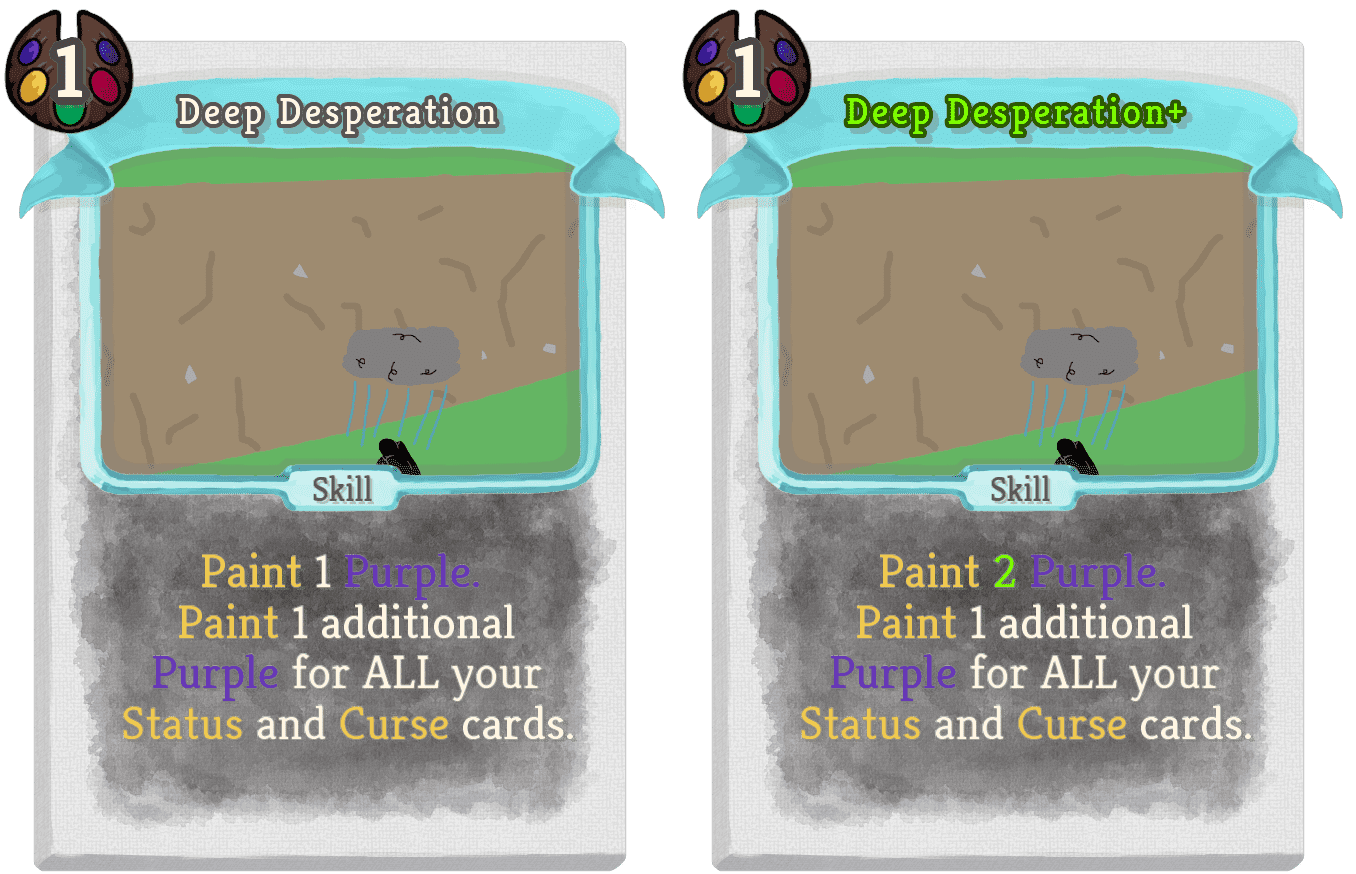 1
Deep Desperation
Skill
Paint 1 Purple.
Paint 1 additional
Purple for ALL your
Status and Curse cards.
1
Deep Desperation+
Skill
Paint 2 Purple.
Paint 1 additional
Purple for ALL your
Status and Curse cards.